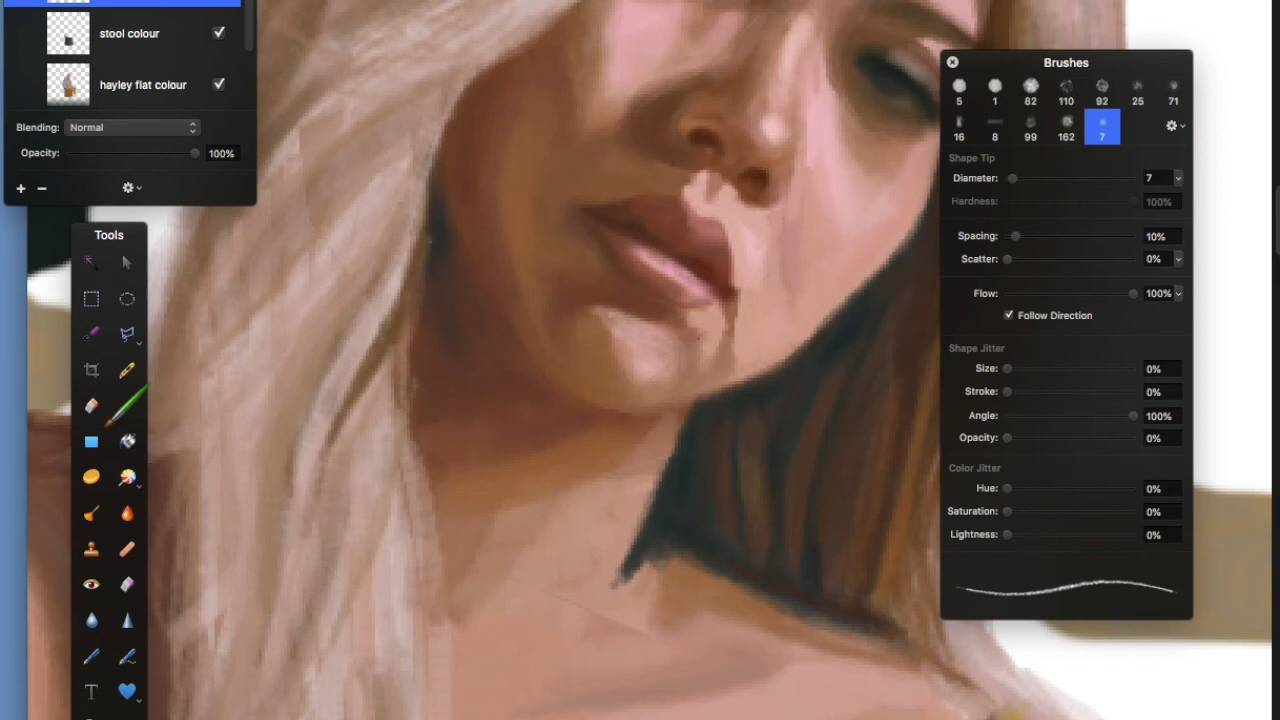 stool colour
hayley flat colour
Blending: Normal
Opacity: 100%
Tools
T
Brushes
5 1 82 110 92 25 71
16 8 99 162 7
Shape Tip
Diameter: 7
Hardness: 100%
Spacing: 10%
Scatter: 0%
Flow: 100%
Follow Direction
Shape Jitter
Size: 0%
Stroke: 0%
Angle: 100%
Opacity: 0%
Color Jitter
Hue: 0%
Saturation: 0%
Lightness: 0%